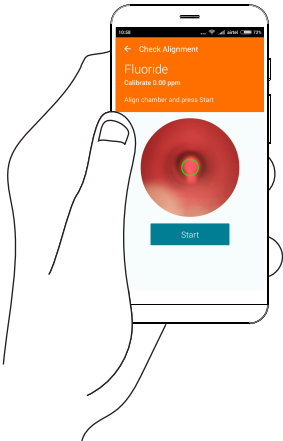 10:58 ... airtel 73%
← Check Alignment
Fluoride
Calibrate 0.00 ppm
Align chamber and press Start
Start